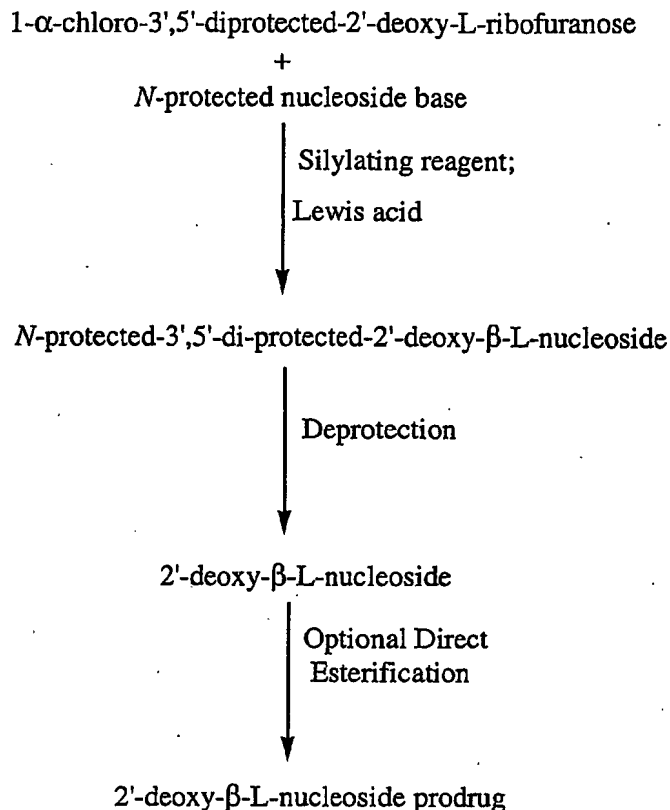 1-α-chloro-3',5'-diprotected-2'-deoxy-L-ribofuranose
+
N-protected nucleoside base
Silylating reagent;
Lewis acid
N-protected-3',5'-di-protected-2'-deoxy-β-L-nucleoside
Deprotection
2'-deoxy-β-L-nucleoside
Optional Direct
Esterification
2'-deoxy-β-L-nucleoside prodrug